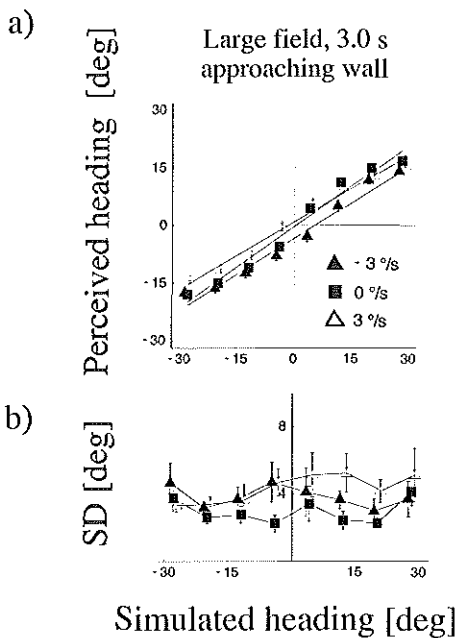 a)
Large field, 3.0 s
approaching wall
Perceived heading [deg]
30
15
0
-15
-30
▲ - 3 º/s
■ 0 º/s
△ 3 º/s
-30 -15 0 15 30
b)
SD [deg]
8
4
-30 -15 15 30
Simulated heading [deg]